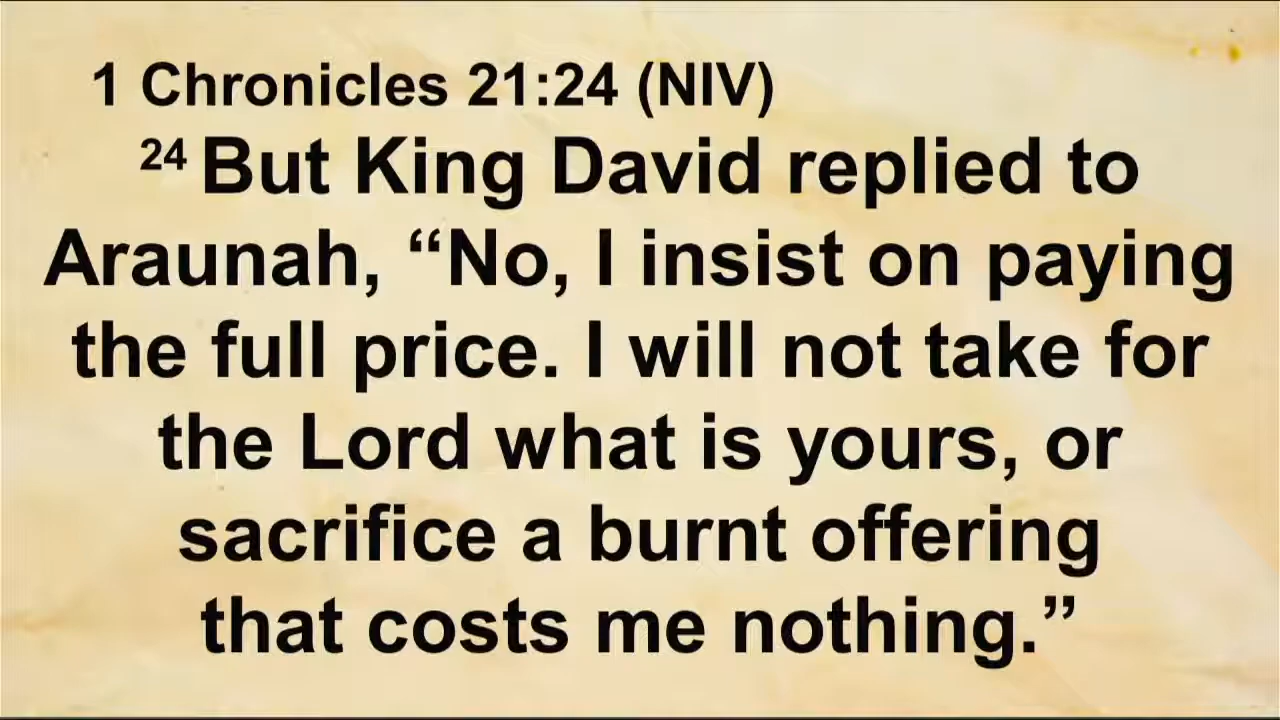 1 Chronicles 21:24 (NIV)
24 But King David replied to
Araunah, “No, I insist on paying
the full price. I will not take for
the Lord what is yours, or
sacrifice a burnt offering
that costs me nothing.”